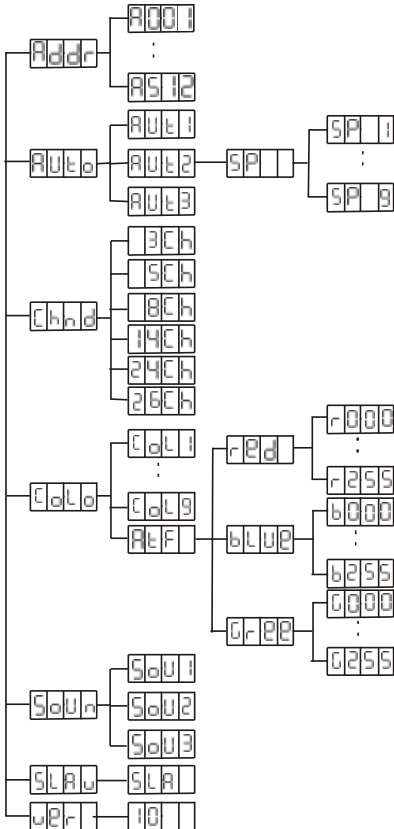 A001
Addr
AS12
AUt1
SP 1
AUto
AUt2
SP
AUt3
SP 9
3Ch
5Ch
8Ch
Chnd
14Ch
24Ch
26Ch
r000
CoL1
red
r255
CoLo
CoL9
b000
AtF
bLUe
b255
G000
Gree
G255
SoU1
SoUn
SoU2
SoU3
SLAv
SLA
ver
10